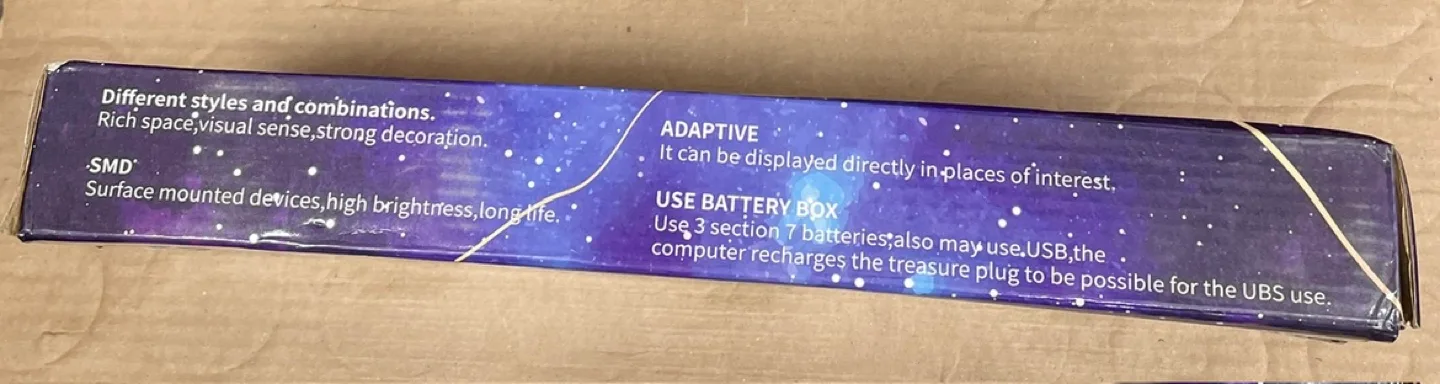 Different styles and combinations.
Rich space,visual sense,strong decoration.
SMD
Surface mounted devices,high brightness,long life.
ADAPTIVE
It can be displayed directly in places of interest.
USE BATTERY BOX
Use 3 section 7 batteries;also may use.USB,the
computer recharges the treasure plug to be possible for the UBS use.